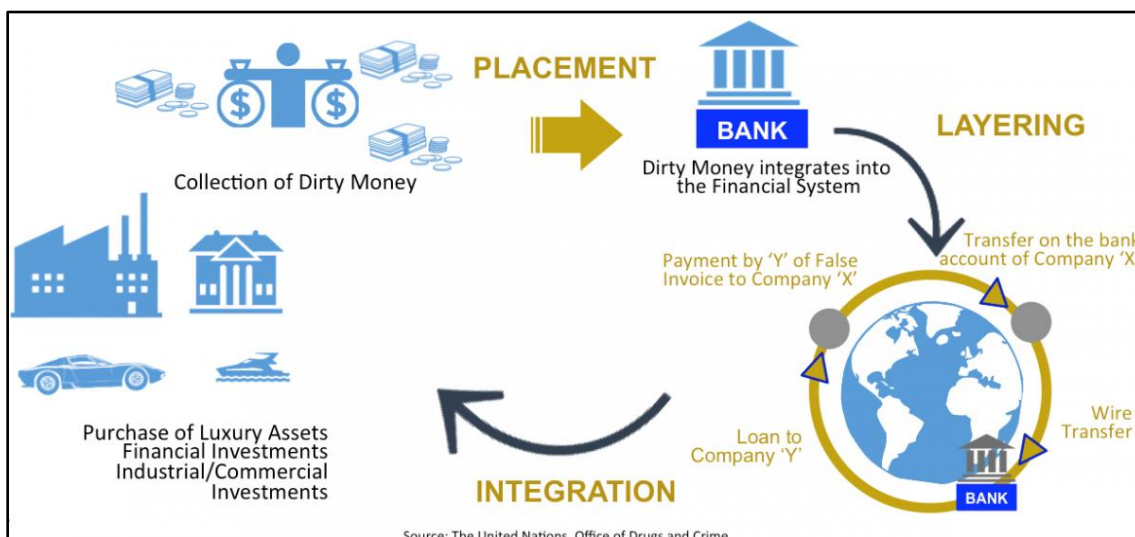 PLACEMENT
BANK
LAYERING
Collection of Dirty Money
Dirty Money integrates into
the Financial System
Transfer on the bank
account of Company ‘X
Payment by ‘Y’ of False
Invoice to Company ‘X’
Wire
Transfer
Loan to
Company ‘Y’
BANK
Purchase of Luxury Assets
Financial Investments
Industrial/Commercial
Investments
INTEGRATION
Source: The United Nations, Office of Drugs and Crime